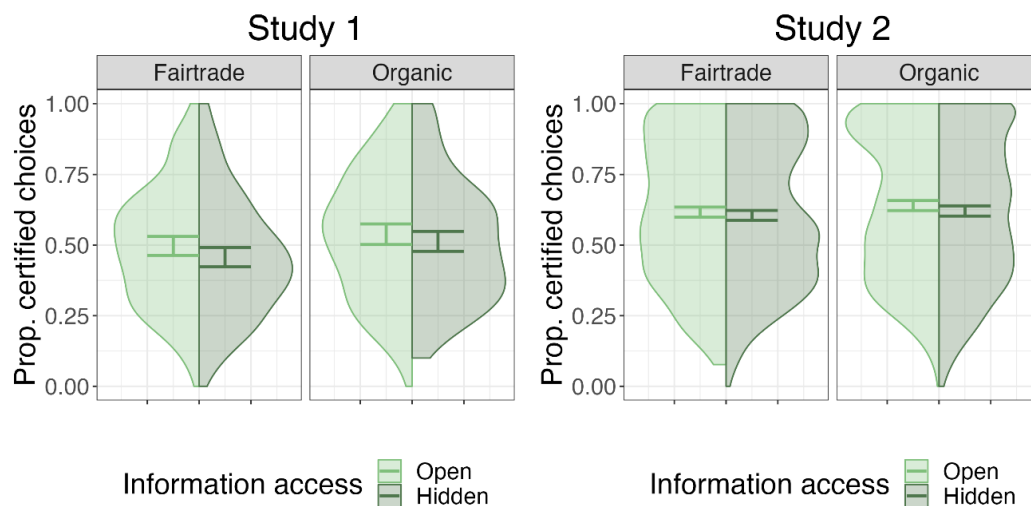 Study 1
Fairtrade
Organic
Prop. certified choices
1.00
0.75
0.50
0.25
0.00
Information access
Open
Hidden
Study 2
Fairtrade
Organic
Prop. certified choices
1.00
0.75
0.50
0.25
0.00
Information access
Open
Hidden